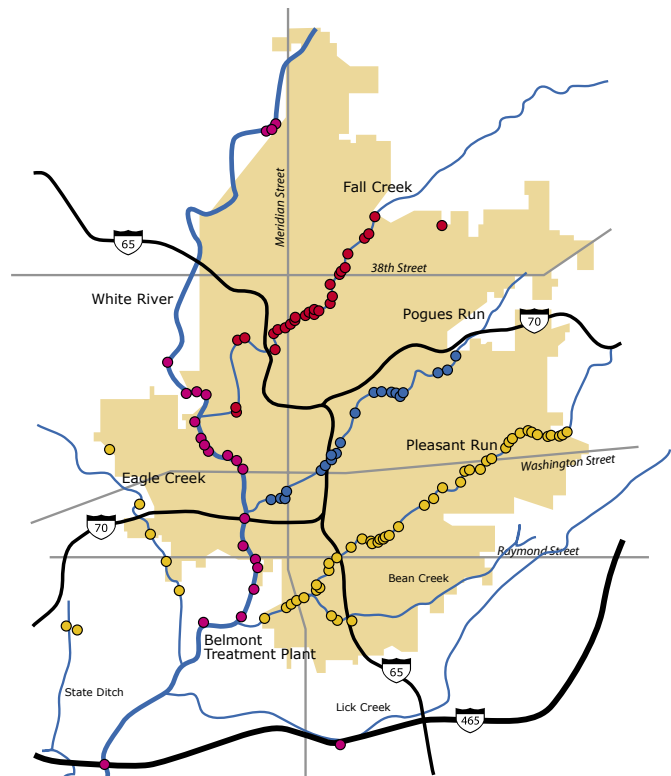 Fall Creek
Meridian Street
65
38th Street
White River
Pogues Run
70
Pleasant Run
Washington Street
Eagle Creek
70
Raymond Street
Bean Creek
Belmont
Treatment Plant
65
State Ditch
Lick Creek
465